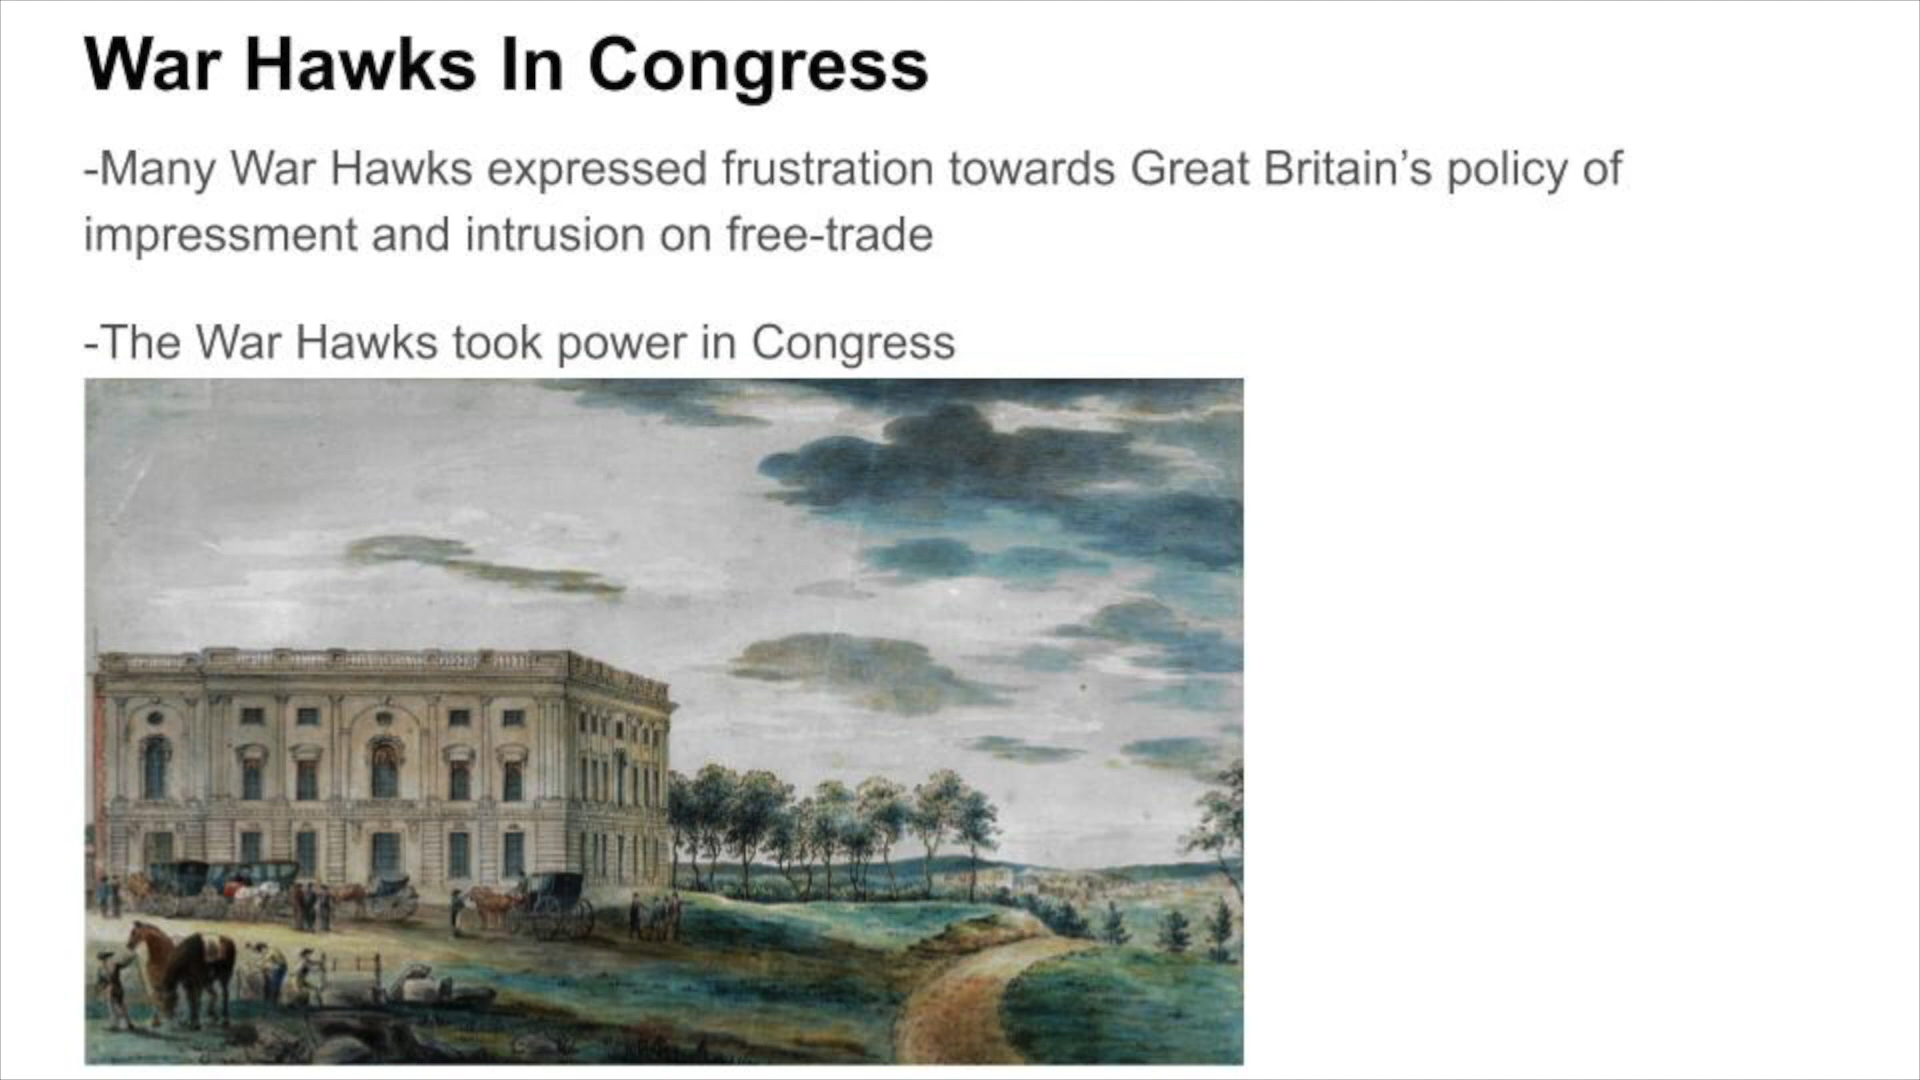 War Hawks In Congress
-Many War Hawks expressed frustration towards Great Britain’s policy of
impressment and intrusion on free-trade
-The War Hawks took power in Congress